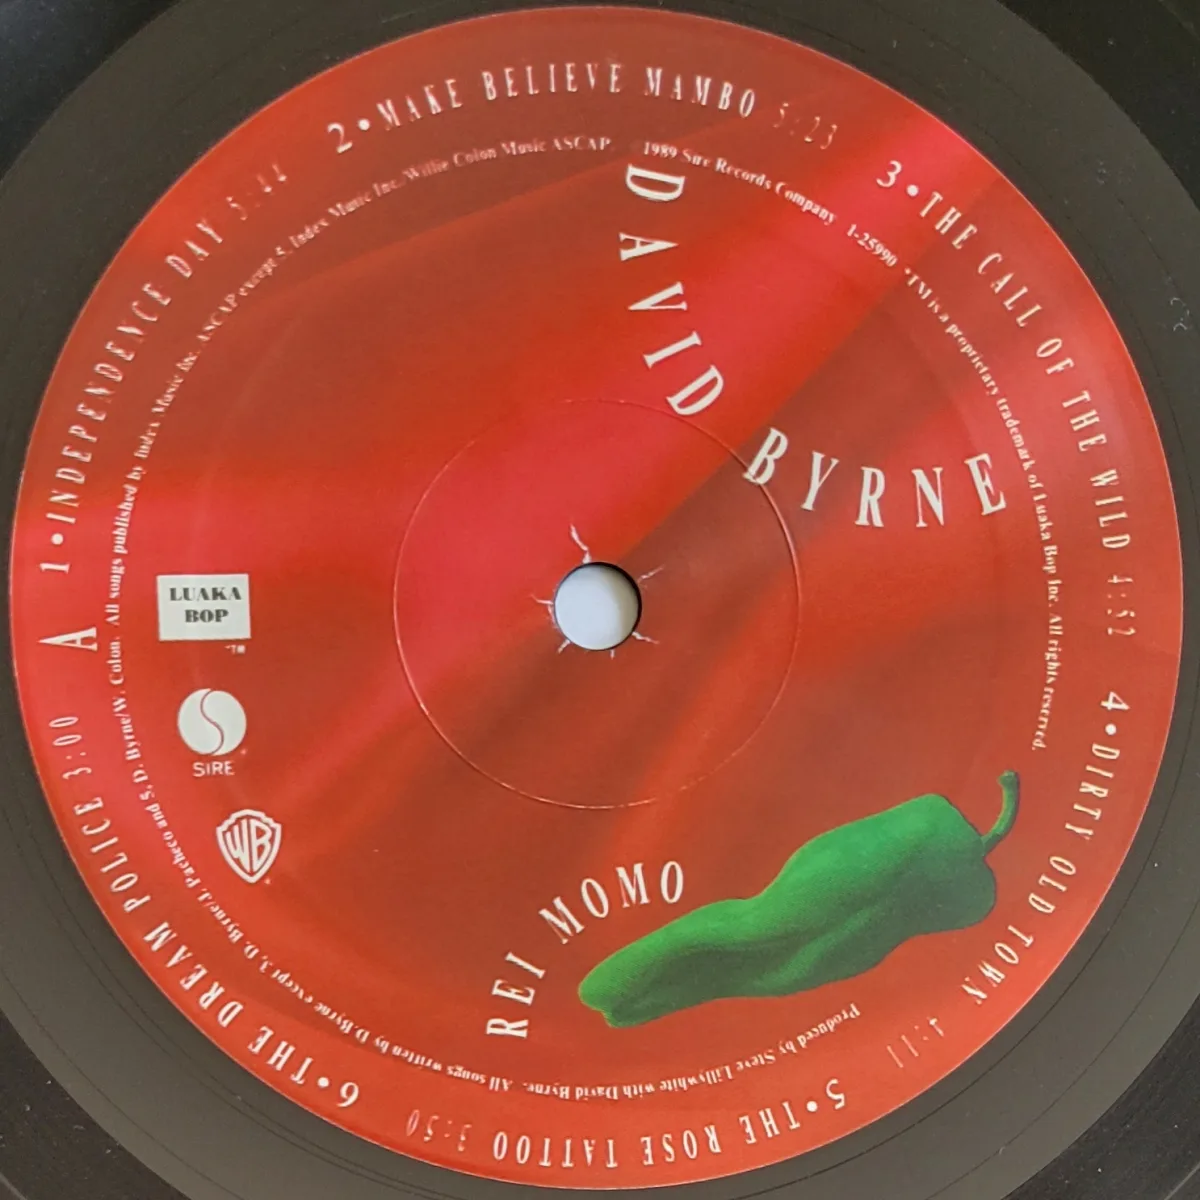 DAVID BYRNE
REI MOMO
A
1•INDEPENDENCE DAY 5:44
2•MAKE BELIEVE MAMBO 5:23
3•THE CALL OF THE WILD 4:52
4•DIRTY OLD TOWN 4:11
5•THE ROSE TATTOO 3:50
6•THE DREAM POLICE 3:00
Produced by Steve Lillywhite with David Byrne. All songs written by D.Byrne except 3, D. Byrne/J. Pacheco and 5, D. Byrne/W. Colon. All songs published by Index Music Inc. ASCAP except 5, Index Music Inc./Willie Colon Music ASCAP
1989 Sire Records Company 1-25990 *TM is a proprietary trademark of Luaka Bop Inc. All rights reserved.
LUAKA
BOP
*TM
SIRE
WB